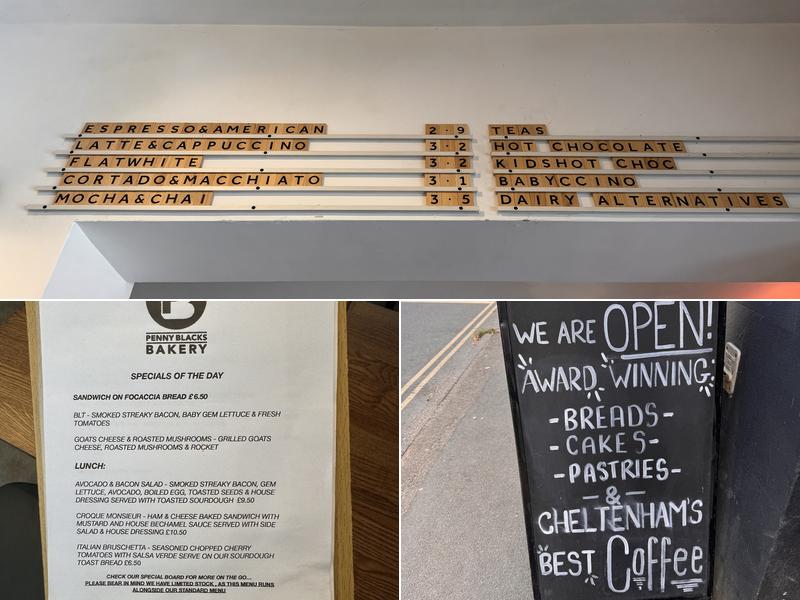 ESPRESSO&AMERICAN 2.9
LATTE&CAPPUCCINO 3.2
FLATWHITE 3.2
CORTADO&MACCHIATO 3.1
MOCHA&CHAI 3.5
TEAS
HOT CHOCOLATE
KIDSHOT CHOC
BABYCCINO
DAIRY ALTERNATIVES
PENNY BLACKS
BAKERY
SPECIALS OF THE DAY
SANDWICH ON FOCACCIA BREAD £6.50
BLT - SMOKED STREAKY BACON, BABY GEM LETTUCE & FRESH
TOMATOES
GOATS CHEESE & ROASTED MUSHROOMS - GRILLED GOATS
CHEESE, ROASTED MUSHROOMS & ROCKET
LUNCH:
AVOCADO & BACON SALAD - SMOKED STREAKY BACON, GEM
LETTUCE, AVOCADO, BOILED EGG, TOASTED SEEDS & HOUSE
DRESSING SERVED WITH TOASTED SOURDOUGH £9.50
CROQUE MONSIEUR - HAM & CHEESE BAKED SANDWICH WITH
MUSTARD AND HOUSE BECHAMEL SAUCE SERVED WITH SIDE
SALAD & HOUSE DRESSING £10.50
ITALIAN BRUSCHETTA - SEASONED CHOPPED CHERRY
TOMATOES WITH SALSA VERDE SERVE ON OUR SOURDOUGH
TOAST BREAD £6.50
CHECK OUR SPECIAL BOARD FOR MORE ON THE GO...
PLEASE BEAR IN MIND WE HAVE LIMITED STOCK , AS THIS MENU RUNS
ALONGSIDE OUR STANDARD MENU
WE ARE OPEN!
AWARD WINNING
-BREADS-
-CAKES-
-PASTRIES-
- & -
CHELTENHAM'S
BEST Coffee